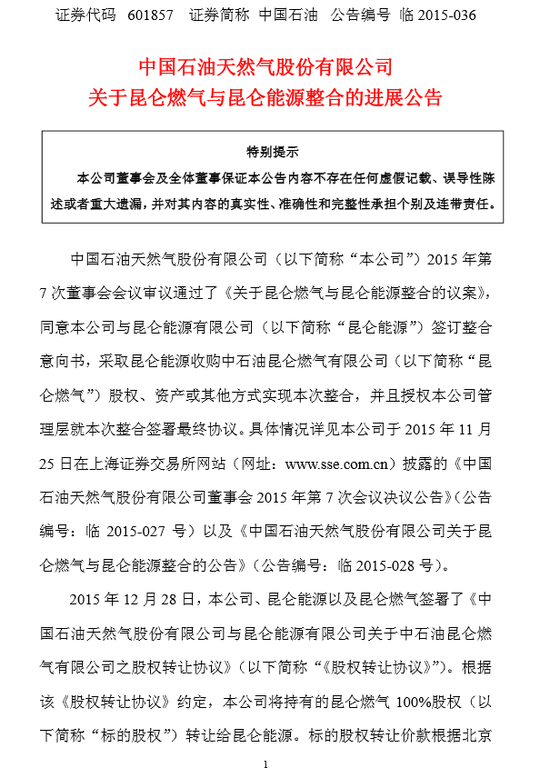 证券代码 601857 证券简称 中国石油 公告编号 临 2015-036
中国石油天然气股份有限公司
关于昆仑燃气与昆仑能源整合的进展公告
特别提示
本公司董事会及全体董事保证本公告内容不存在任何虚假记载、误导性陈
述或者重大遗漏,并对其内容的真实性、准确性和完整性承担个别及连带责任。
中国石油天然气股份有限公司（以下简称“本公司”）2015 年第
7 次董事会会议审议通过了《关于昆仑燃气与昆仑能源整合的议案》，
同意本公司与昆仑能源有限公司（以下简称“昆仑能源”）签订整合
意向书，采取昆仑能源收购中石油昆仑燃气有限公司（以下简称“昆
仑燃气”）股权、资产或其他方式实现本次整合，并且授权本公司管
理层就本次整合签署最终协议。具体情况详见本公司于 2015 年 11 月
25 日在上海证券交易所网站（网址：www.sse.com.cn）披露的《中国
石油天然气股份有限公司董事会 2015 年第 7 次会议决议公告》（公告
编号：临 2015-027 号）以及《中国石油天然气股份有限公司关于昆
仑燃气与昆仑能源整合的公告》（公告编号：临 2015-028 号）。
2015 年 12 月 28 日，本公司、昆仑能源以及昆仑燃气签署了《中
国石油天然气股份有限公司与昆仑能源有限公司关于中石油昆仑燃
气有限公司之股权转让协议》（以下简称“《股权转让协议》”）。根据
该《股权转让协议》约定，本公司将持有的昆仑燃气 100%股权（以
下简称“标的股权”）转让给昆仑能源。标的股权转让价款根据北京
1